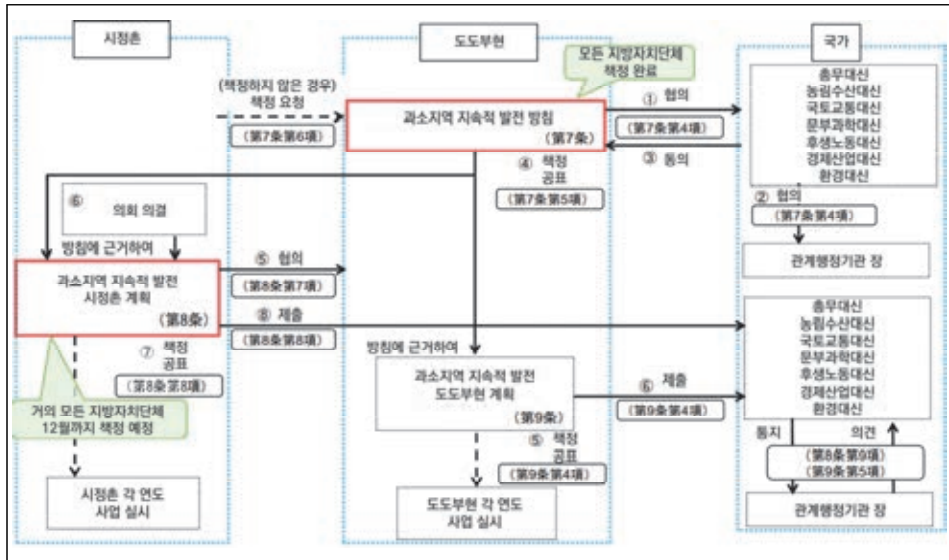 시정촌
도도부현
국가
모든 지방자치단체
책정 완료
(책정하지 않은 경우)
책정 요청
(第7条第6項)
과소지역 지속적 발전 방침
(第7条)
① 협의
(第7条第4項)
③ 동의
총무대신
농림수산대신
국토교통대신
문부과학대신
후생노동대신
경제산업대신
환경대신
④ 책정
공표
(第7条第5項)
② 협의
(第7条第4項)
관계행정기관 장
⑥
의회 의결
방침에 근거하여
과소지역 지속적 발전
시정촌 계획
(第8条)
⑤ 협의
(第8条第7項)
⑧ 제출
(第8条第8項)
⑦ 책정
공표
(第8条第8項)
거의 모든 지방자치단체
12월까지 책정 예정
시정촌 각 연도
사업 실시
방침에 근거하여
과소지역 지속적 발전
도도부현 계획
(第9条)
⑥ 제출
(第9条第4項)
⑤ 책정
공표
(第9条第4項)
도도부현 각 연도
사업 실시
총무대신
농림수산대신
국토교통대신
문부과학대신
후생노동대신
경제산업대신
환경대신
통지
의견
(第8条第9項)
(第9条第5項)
관계행정기관 장